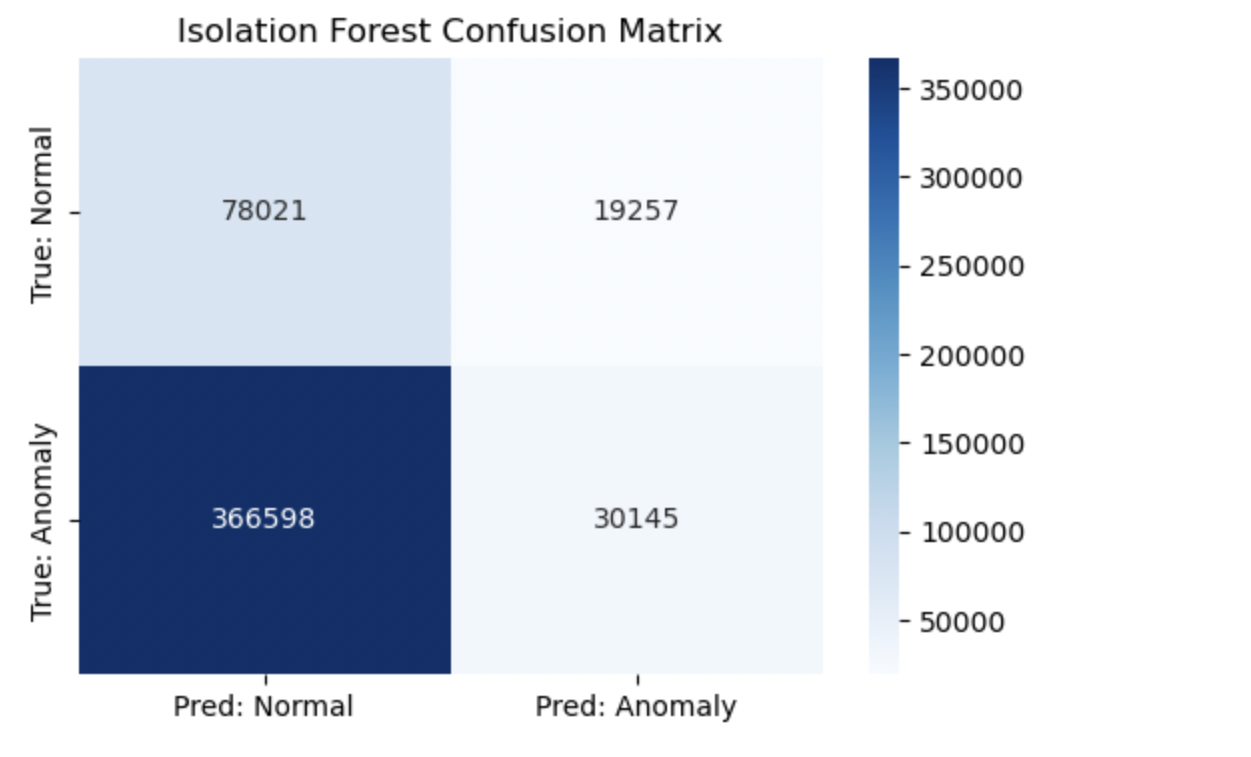 Isolation Forest Confusion Matrix
True: Normal
78021
19257
True: Anomaly
366598
30145
Pred: Normal
Pred: Anomaly
350000
300000
250000
200000
150000
100000
50000